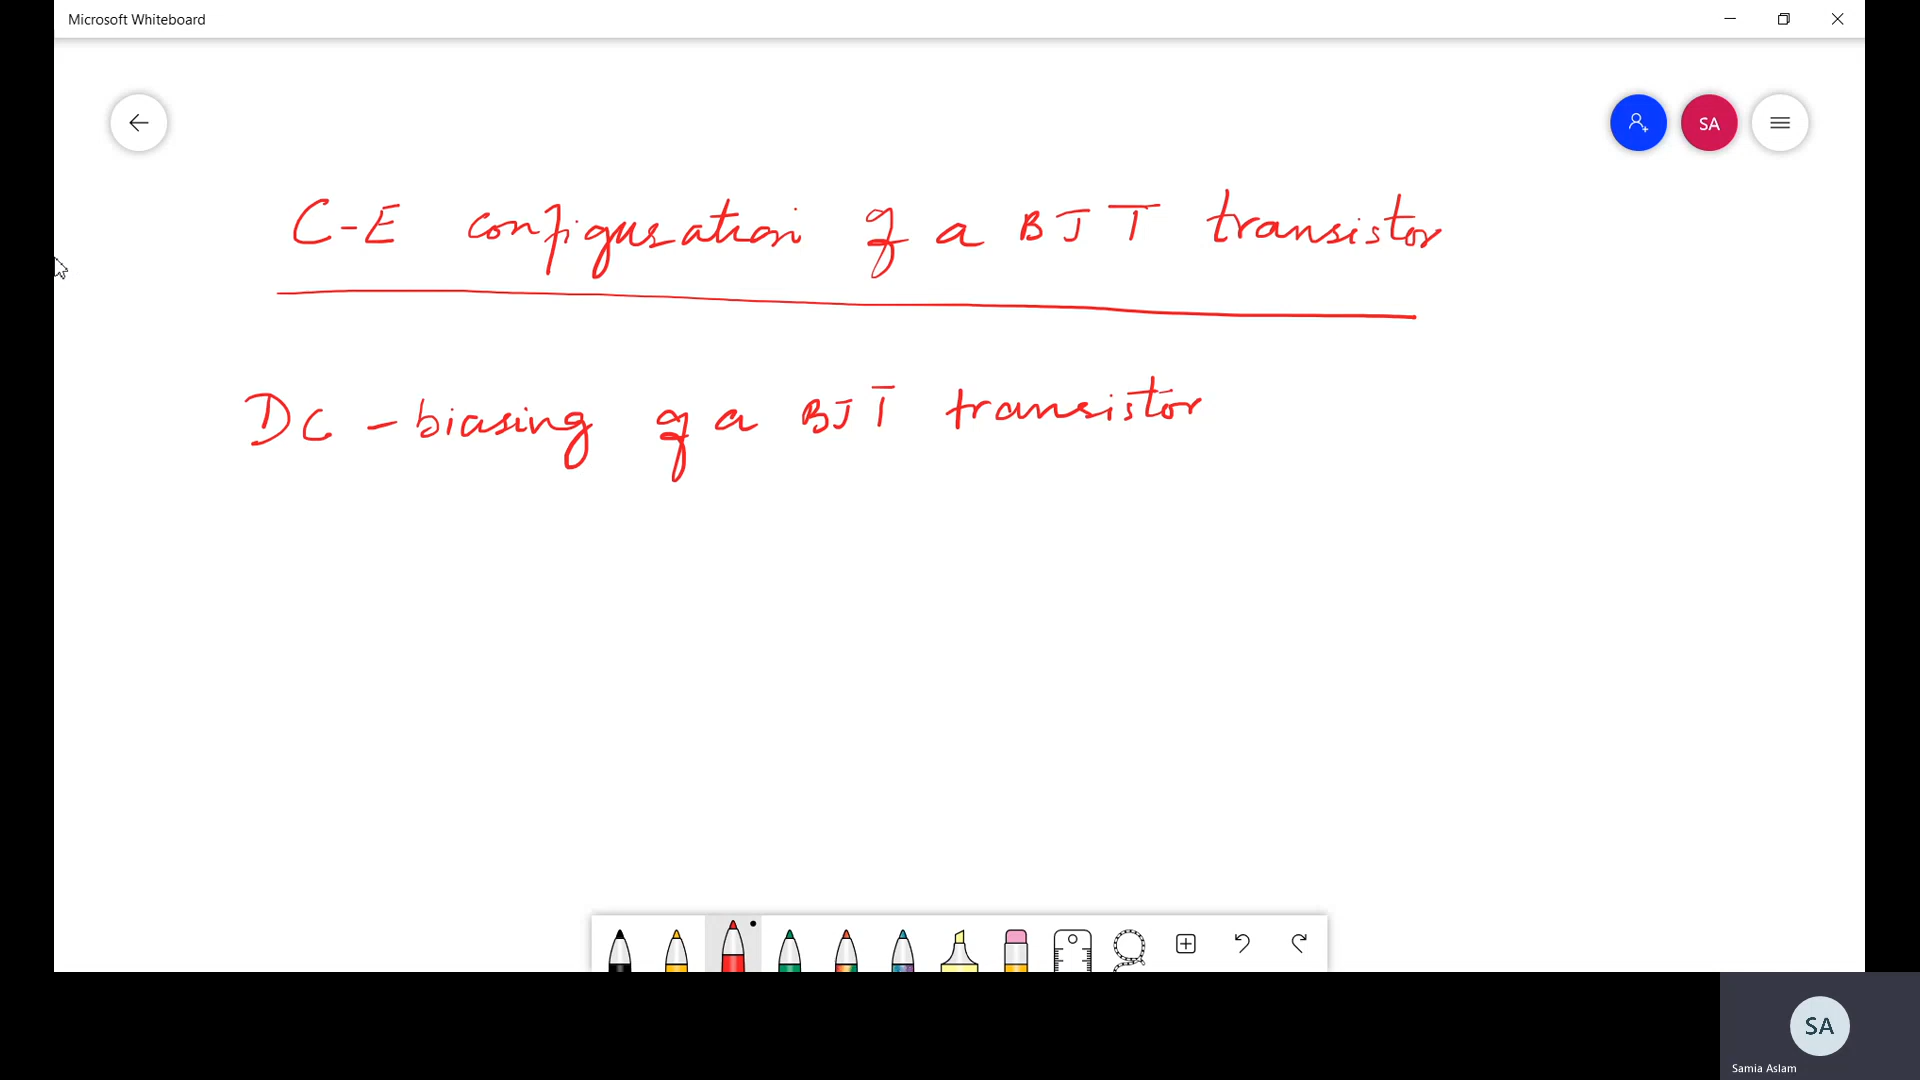 Microsoft Whiteboard
SA
C-E configuration of a BJT transistor
DC - biasing of a BJT transistor
SA
Samia Aslam